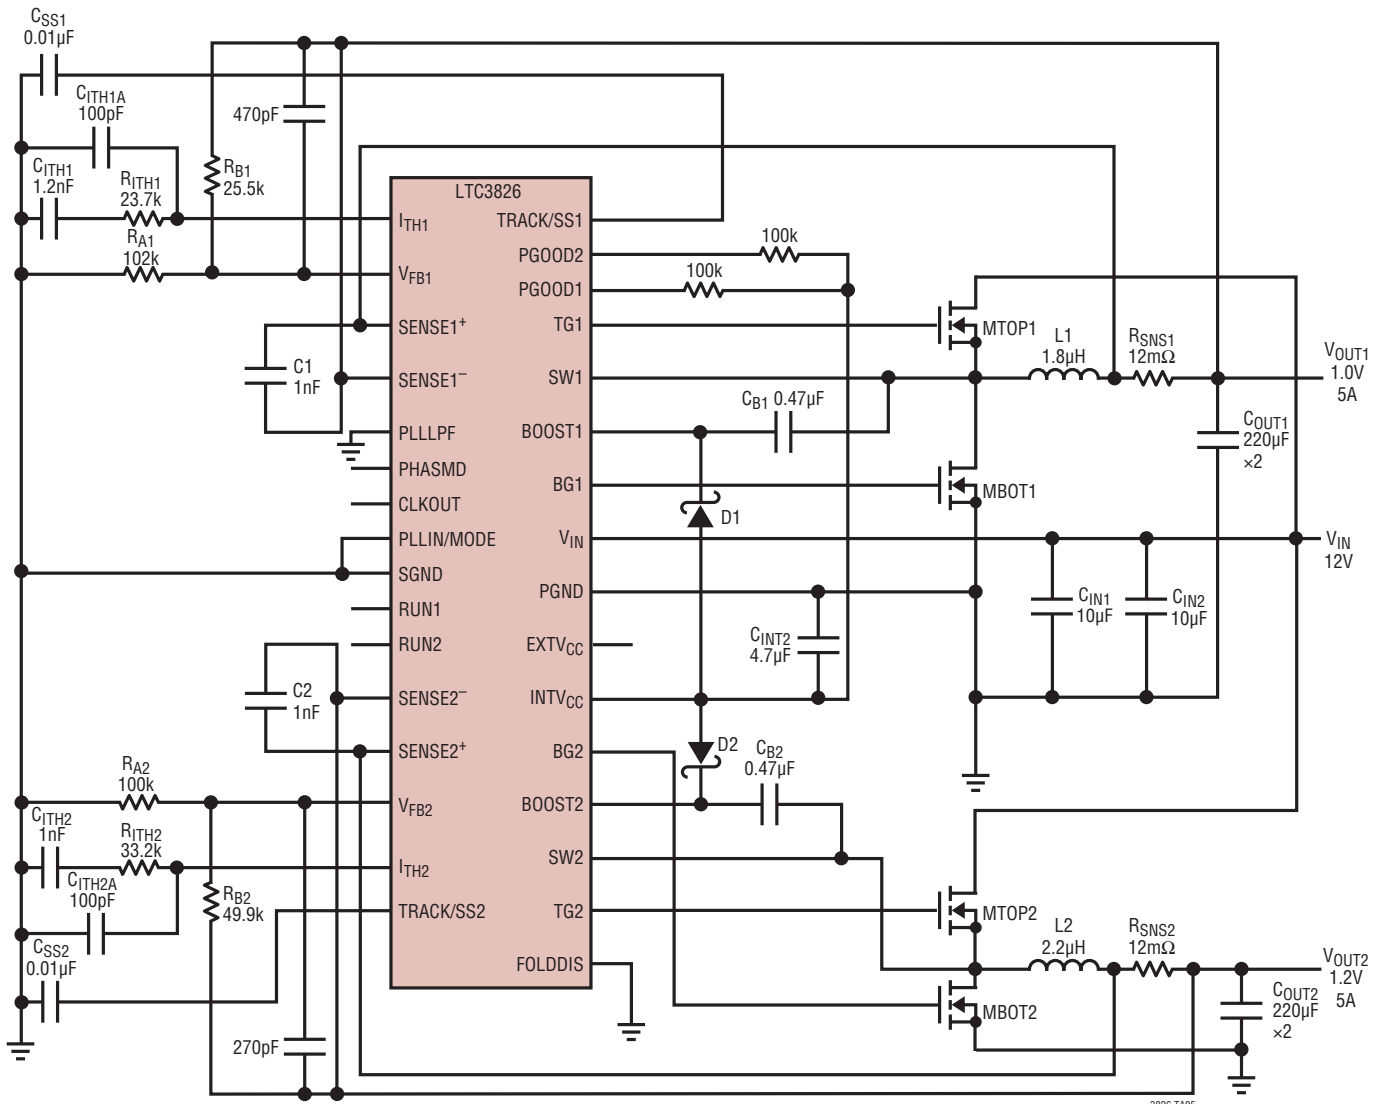 CSS1
0.01µF
CITH1A
100pF
470pF
CITH1
1.2nF
RITH1
23.7k
RB1
25.5k
RA1
102k
LTC3826
ITH1
VFB1
SENSE1+
SENSE1–
PLLLPF
PHASMD
CLKOUT
PLLIN/MODE
SGND
RUN1
RUN2
SENSE2–
SENSE2+
VFB2
ITH2
TRACK/SS2
TRACK/SS1
PGOOD2
PGOOD1
TG1
SW1
BOOST1
BG1
VIN
PGND
EXTVCC
INTVCC
BG2
BOOST2
SW2
TG2
FOLDDIS
C1
1nF
C2
1nF
RA2
100k
CITH2
1nF
RITH2
33.2k
CITH2A
100pF
RB2
49.9k
CSS2
0.01µF
270pF
100k
100k
MTOP1
L1
1.8µH
RSNS1
12mΩ
VOUT1
1.0V
5A
CB1 0.47µF
COUT1
220µF
×2
MBOT1
D1
VIN
12V
CIN1
10µF
CIN2
10µF
CINT2
4.7µF
D2
CB2
0.47µF
MTOP2
L2
2.2µH
RSNS2
12mΩ
VOUT2
1.2V
5A
MBOT2
COUT2
220µF
×2